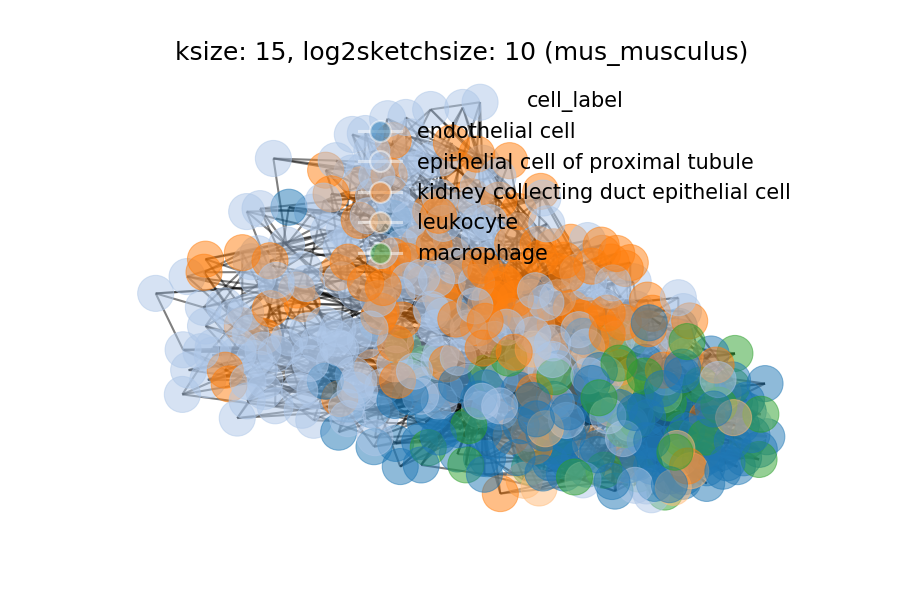 ksize: 15, log2sketchsize: 10 (mus_musculus)
cell_label
endothelial cell
epithelial cell of proximal tubule
kidney collecting duct epithelial cell
leukocyte
macrophage